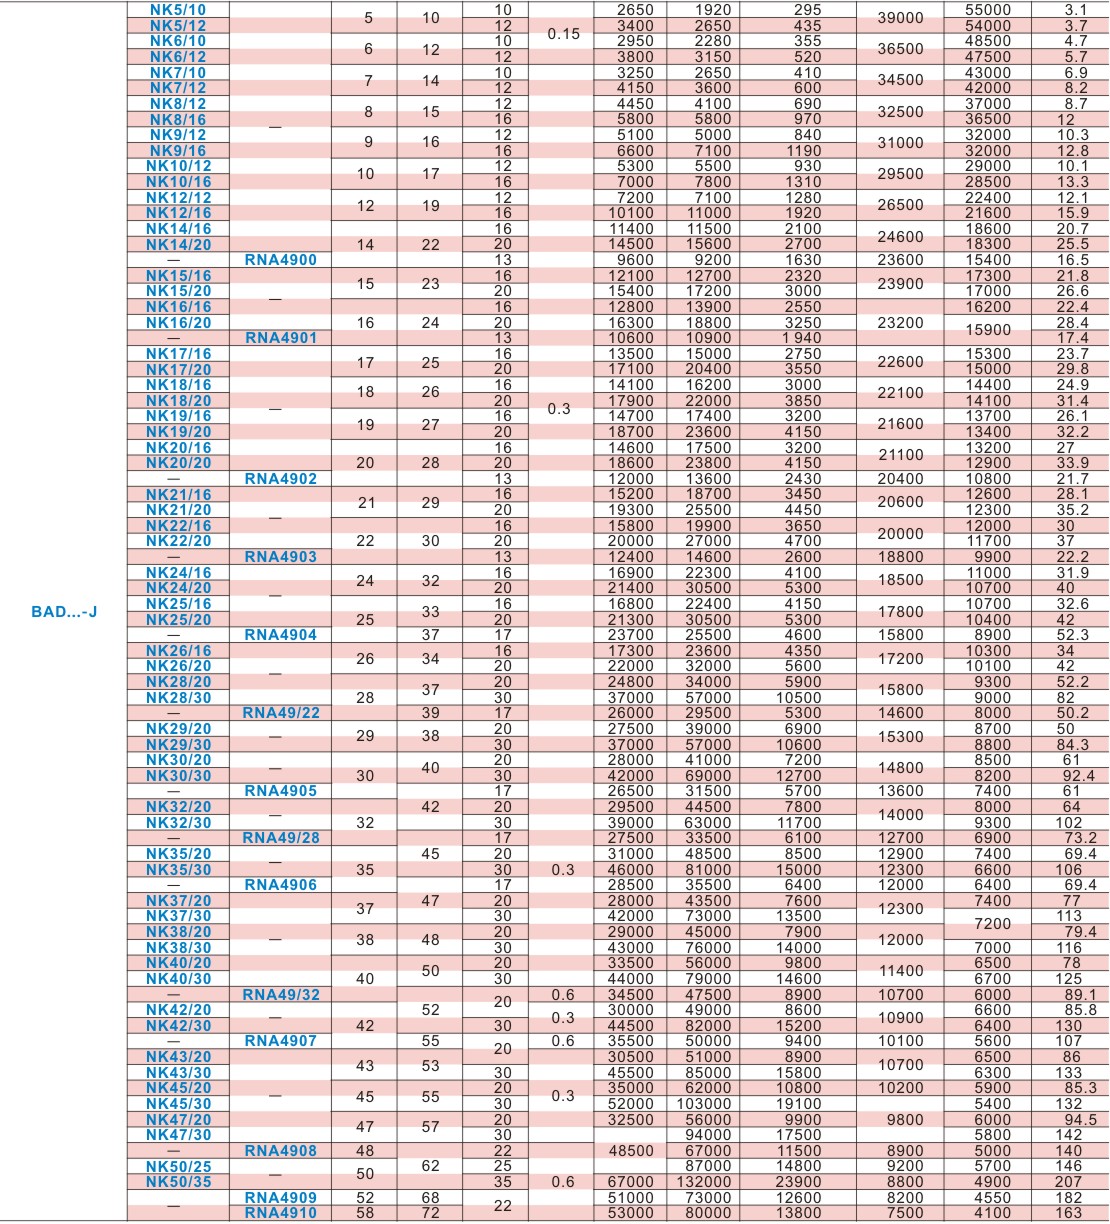 NK5/10 5 10 10 0.15 2650 1920 295 39000 55000 3.1
NK5/12 12 3400 2650 435 54000 3.7
NK6/10 6 12 10 2950 2280 355 36500 48500 4.7
NK6/12 12 3800 3150 520 47500 5.7
NK7/10 7 14 10 3250 2650 410 34500 43000 6.9
NK7/12 12 4150 3600 600 42000 8.2
NK8/12 8 15 12 4450 4100 690 32500 37000 8.7
NK8/16 — 16 5800 5800 970 36500 12
NK9/12 9 16 12 5100 5000 840 31000 32000 10.3
NK9/16 16 6600 7100 1190 32000 12.8
NK10/12 10 17 12 5300 5500 930 29500 29000 10.1
NK10/16 16 7000 7800 1310 28500 13.3
NK12/12 12 19 12 7200 7100 1280 26500 22400 12.1
NK12/16 16 10100 11000 1920 21600 15.9
NK14/16 16 11400 11500 2100 24600 18600 20.7
NK14/20 14 22 20 14500 15600 2700 18300 25.5
— RNA4900 13 9600 9200 1630 23600 15400 16.5
NK15/16 15 23 16 12100 12700 2320 23900 17300 21.8
NK15/20 — 20 15400 17200 3000 17000 26.6
NK16/16 16 12800 13900 2550 16200 22.4
NK16/20 16 24 20 16300 18800 3250 23200 15900 28.4
— RNA4901 13 10600 10900 1 940 17.4
NK17/16 17 25 16 13500 15000 2750 22600 15300 23.7
NK17/20 20 17100 20400 3550 15000 29.8
NK18/16 18 26 16 14100 16200 3000 22100 14400 24.9
NK18/20 — 20 0.3 17900 22000 3850 14100 31.4
NK19/16 19 27 16 14700 17400 3200 21600 13700 26.1
NK19/20 20 18700 23600 4150 13400 32.2
NK20/16 16 14600 17500 3200 21100 13200 27
NK20/20 20 28 20 18600 23800 4150 12900 33.9
— RNA4902 13 12000 13600 2430 20400 10800 21.7
NK21/16 21 29 16 15200 18700 3450 20600 12600 28.1
NK21/20 — 20 19300 25500 4450 12300 35.2
NK22/16 16 15800 19900 3650 20000 12000 30
NK22/20 22 30 20 20000 27000 4700 11700 37
— RNA4903 13 12400 14600 2600 18800 9900 22.2
NK24/16 24 32 16 16900 22300 4100 18500 11000 31.9
NK24/20 — 20 21400 30500 5300 10700 40
BAD...-J NK25/16 33 16 16800 22400 4150 17800 10700 32.6
NK25/20 25 20 21300 30500 5300 10400 42
— RNA4904 37 17 23700 25500 4600 15800 8900 52.3
NK26/16 26 34 16 17300 23600 4350 17200 10300 34
NK26/20 — 20 22000 32000 5600 10100 42
NK28/20 37 20 24800 34000 5900 15800 9300 52.2
NK28/30 28 30 37000 57000 10500 9000 82
— RNA49/22 39 17 26000 29500 5300 14600 8000 50.2
NK29/20 — 29 38 20 27500 39000 6900 15300 8700 50
NK29/30 30 37000 57000 10600 8800 84.3
NK30/20 — 40 20 28000 41000 7200 14800 8500 61
NK30/30 30 30 42000 69000 12700 8200 92.4
— RNA4905 17 26500 31500 5700 13600 7400 61
NK32/20 — 42 20 29500 44500 7800 14000 8000 64
NK32/30 32 30 39000 63000 11700 9300 102
— RNA49/28 17 27500 33500 6100 12700 6900 73.2
NK35/20 — 45 20 31000 48500 8500 12900 7400 69.4
NK35/30 35 30 0.3 46000 81000 15000 12300 6600 106
— RNA4906 17 28500 35500 6400 12000 6400 69.4
NK37/20 37 47 20 28000 43500 7600 12300 7400 77
NK37/30 30 42000 73000 13500 7200 113
NK38/20 — 38 48 20 29000 45000 7900 12000 79.4
NK38/30 30 43000 76000 14000 7000 116
NK40/20 50 20 33500 56000 9800 11400 6500 78
NK40/30 40 30 44000 79000 14600 6700 125
— RNA49/32 20 0.6 34500 47500 8900 10700 6000 89.1
NK42/20 — 52 0.3 30000 49000 8600 10900 6600 85.8
NK42/30 42 30 44500 82000 15200 6400 130
— RNA4907 55 20 0.6 35500 50000 9400 10100 5600 107
NK43/20 43 53 30500 51000 8900 10700 6500 86
NK43/30 30 45500 85000 15800 6300 133
NK45/20 — 45 55 20 0.3 35000 62000 10800 10200 5900 85.3
NK45/30 30 52000 103000 19100 5400 132
NK47/20 47 57 20 32500 56000 9900 9800 6000 94.5
NK47/30 30 94000 17500 5800 142
— RNA4908 48 22 48500 67000 11500 8900 5000 140
NK50/25 — 50 62 25 87000 14800 9200 5700 146
NK50/35 35 0.6 67000 132000 23900 8800 4900 207
— RNA4909 52 68 22 51000 73000 12600 8200 4550 182
RNA4910 58 72 53000 80000 13800 7500 4100 163